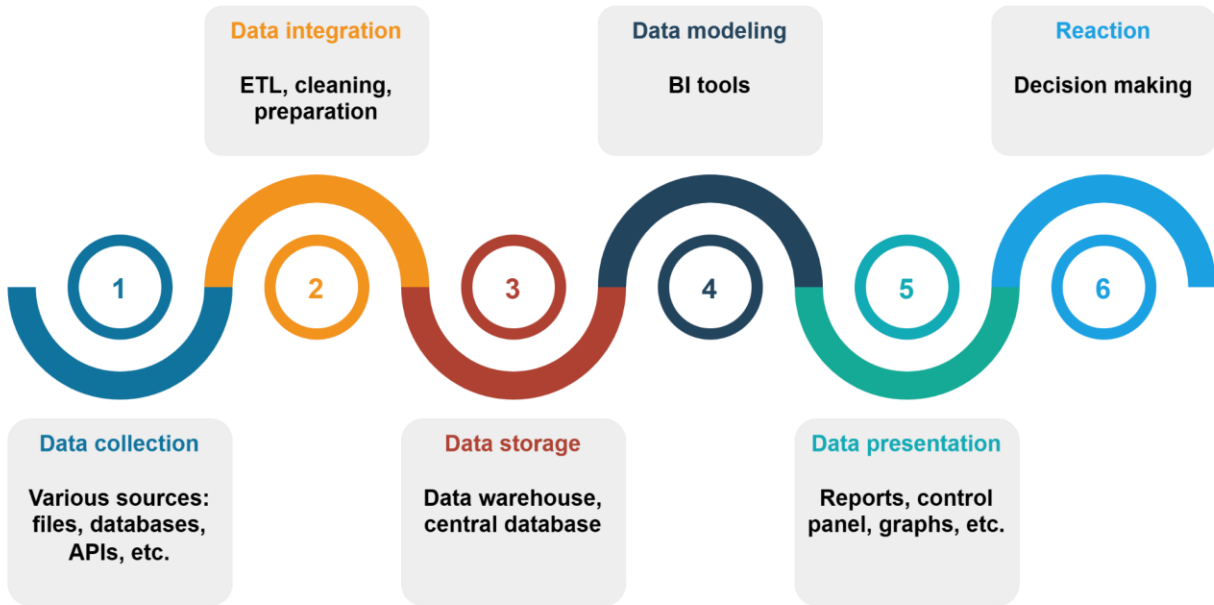 Data integration
ETL, cleaning,
preparation
Data modeling
BI tools
Reaction
Decision making
1
2
3
4
5
6
Data collection
Various sources:
files, databases,
APIs, etc.
Data storage
Data warehouse,
central database
Data presentation
Reports, control
panel, graphs, etc.